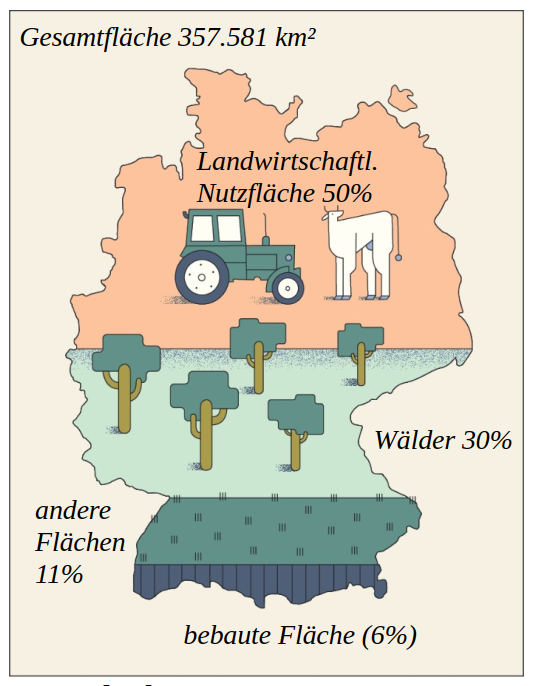 Gesamtfläche 357.581 km²
Landwirtschaftl.
Nutzfläche 50%
Wälder 30%
andere
Flächen
11%
bebaute Fläche (6%)